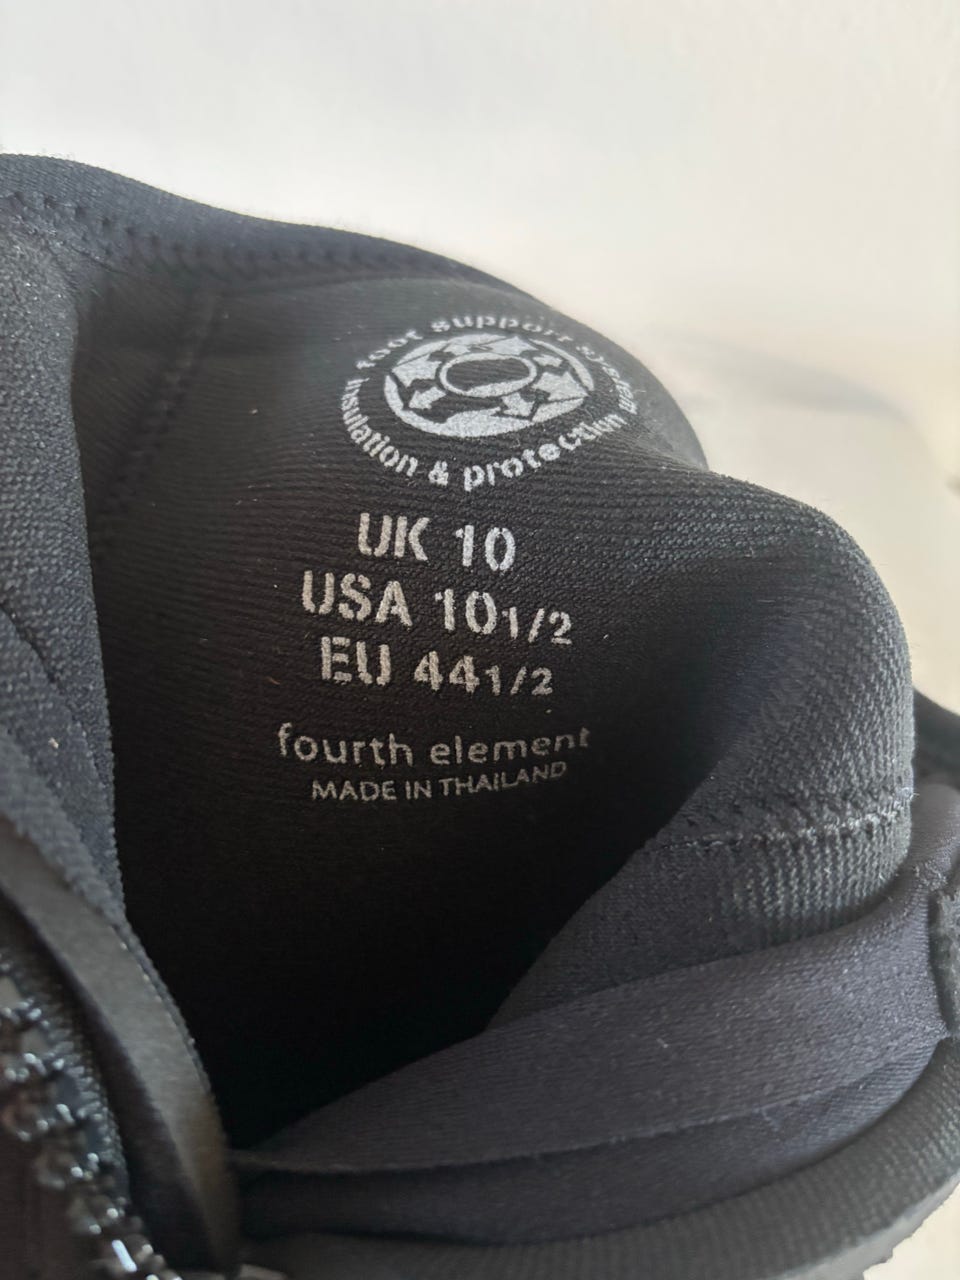 foot support system
insulation & protection
UK 10
USA 10 1/2
EU 44 1/2
fourth element
MADE IN THAILAND